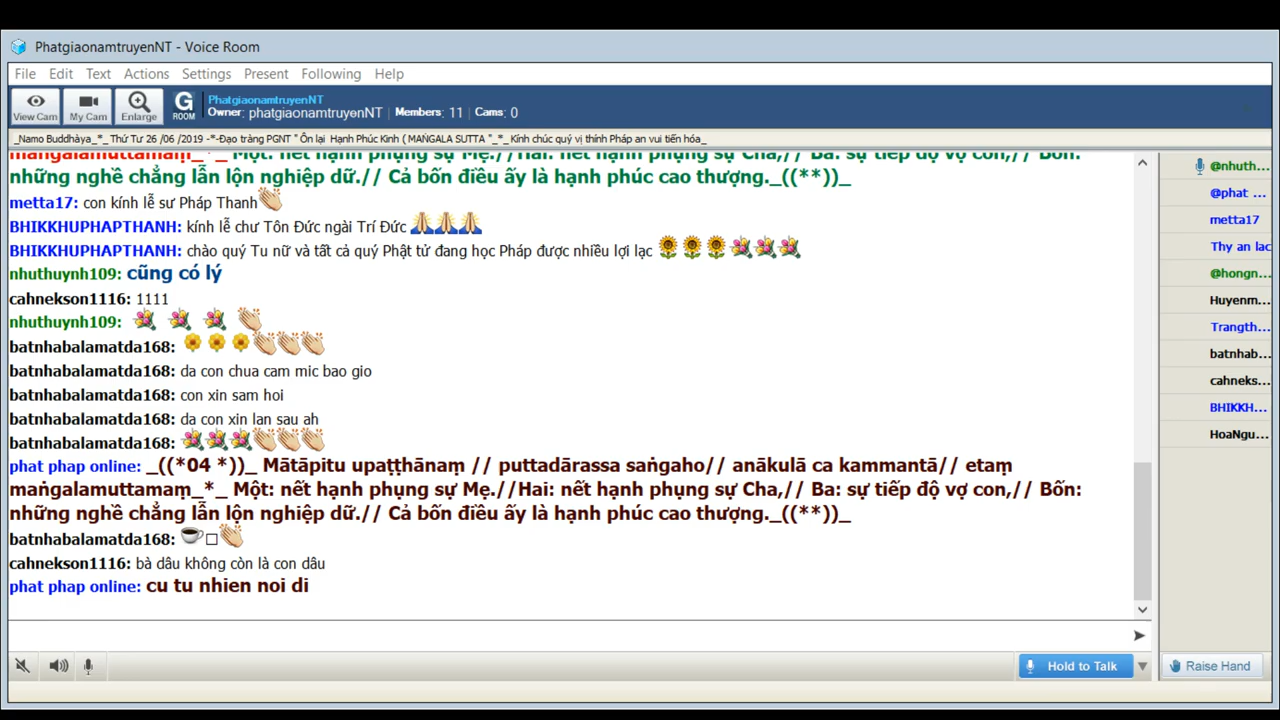 PhatgiaonamtruyenNT - Voice Room
File Edit Text Actions Settings Present Following Help
View Cam My Cam Enlarge G ROOM
PhatgiaonamtruyenNT
Owner: phatgiaonamtruyenNT Members: 11 Cams: 0
_Namo Buddhàya_*_ Thứ Tư 26 /06 /2019 -*-Đạo tràng PGNT " Ôn lại Hạnh Phúc Kinh ( MAṄGALA SUTTA "_*_ Kính chúc quý vị thính Pháp an vui tiến hóa_
maṅgalamuttamaṃ_*_ Một: nết hạnh phụng sự Mẹ.//Hai: nết hạnh phụng sự Cha,// Ba: sự tiếp độ vợ con,// Bốn:
những nghề chẳng lẫn lộn nghiệp dữ.// Cả bốn điều ấy là hạnh phúc cao thượng._((**))_
metta17: con kính lễ sư Pháp Thanh
BHIKKHUPHAPTHANH: kính lễ chư Tôn Đức ngài Trí Đức
BHIKKHUPHAPTHANH: chào quý Tu nữ và tất cả quý Phật tử đang học Pháp được nhiều lợi lạc
nhuthuynh109: cũng có lý
cahnekson1116: 1111
nhuthuynh109:
batnhabalamatda168:
batnhabalamatda168: da con chua cam mic bao gio
batnhabalamatda168: con xin sam hoi
batnhabalamatda168: da con xin lan sau ah
batnhabalamatda168:
phat phap online: _((*04 *))_ Mātāpitu upaṭṭhānaṃ // puttadārassa saṅgaho// anākulā ca kammantā// etaṃ
maṅgalamuttamaṃ_*_ Một: nết hạnh phụng sự Mẹ.//Hai: nết hạnh phụng sự Cha,// Ba: sự tiếp độ vợ con,// Bốn:
những nghề chẳng lẫn lộn nghiệp dữ.// Cả bốn điều ấy là hạnh phúc cao thượng._((**))_
batnhabalamatda168:
cahnekson1116: bà dâu không còn là con dâu
phat phap online: cu tu nhien noi di
@nhuth...
@phat ...
metta17
Thy an lac
@hongn...
Huyenm...
Trangth...
batnhab...
cahneks...
BHIKKH...
HoaNgu...
Hold to Talk
Raise Hand